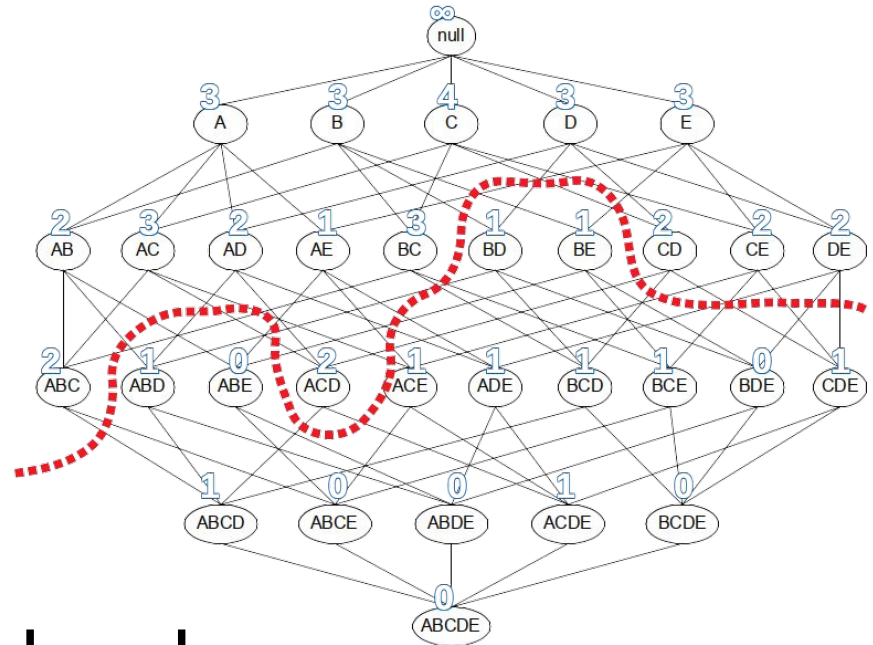 ∞
null
3 3 4 3 3
A B C D E
2 3 2 1 3 1 1 2 2 2
AB AC AD AE BC BD BE CD CE DE
2 1 0 2 1 1 1 1 0 1
ABC ABD ABE ACD ACE ADE BCD BCE BDE CDE
1 0 0 1 0
ABCD ABCE ABDE ACDE BCDE
0
ABCDE